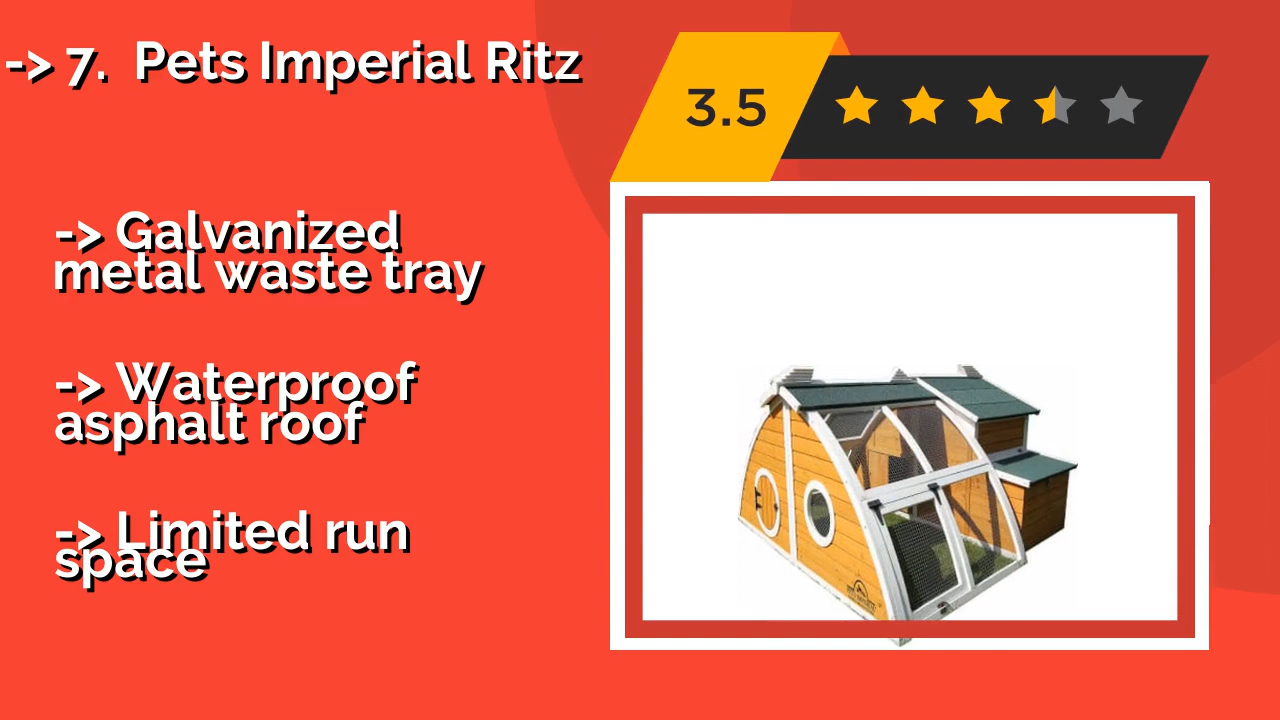 -> 7. Pets Imperial Ritz
3.5
-> Galvanized
metal waste tray
-> Waterproof
asphalt roof
-> Limited run
space